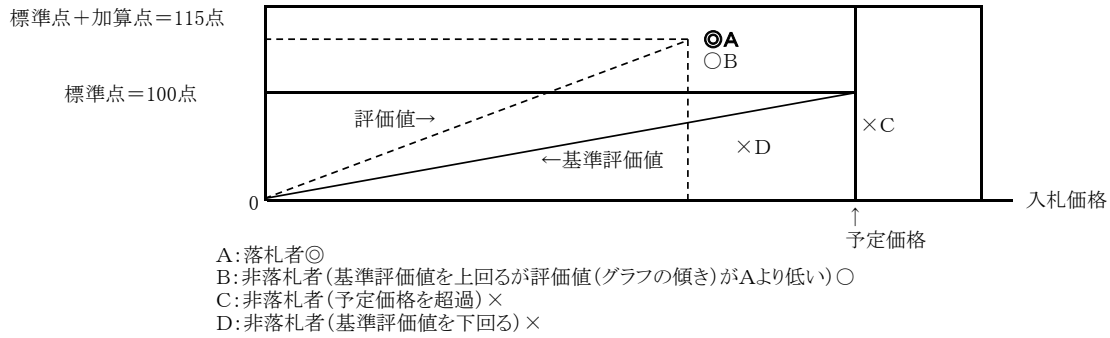 標準点＋加算点＝115点
◎A
○B
標準点＝100点
評価値→
×C
×D
←基準評価値
0
入札価格
↑
予定価格
A：落札者◎
B：非落札者（基準評価値を上回るが評価値（グラフの傾き）がAより低い）○
C：非落札者（予定価格を超過）×
D：非落札者（基準評価値を下回る）×